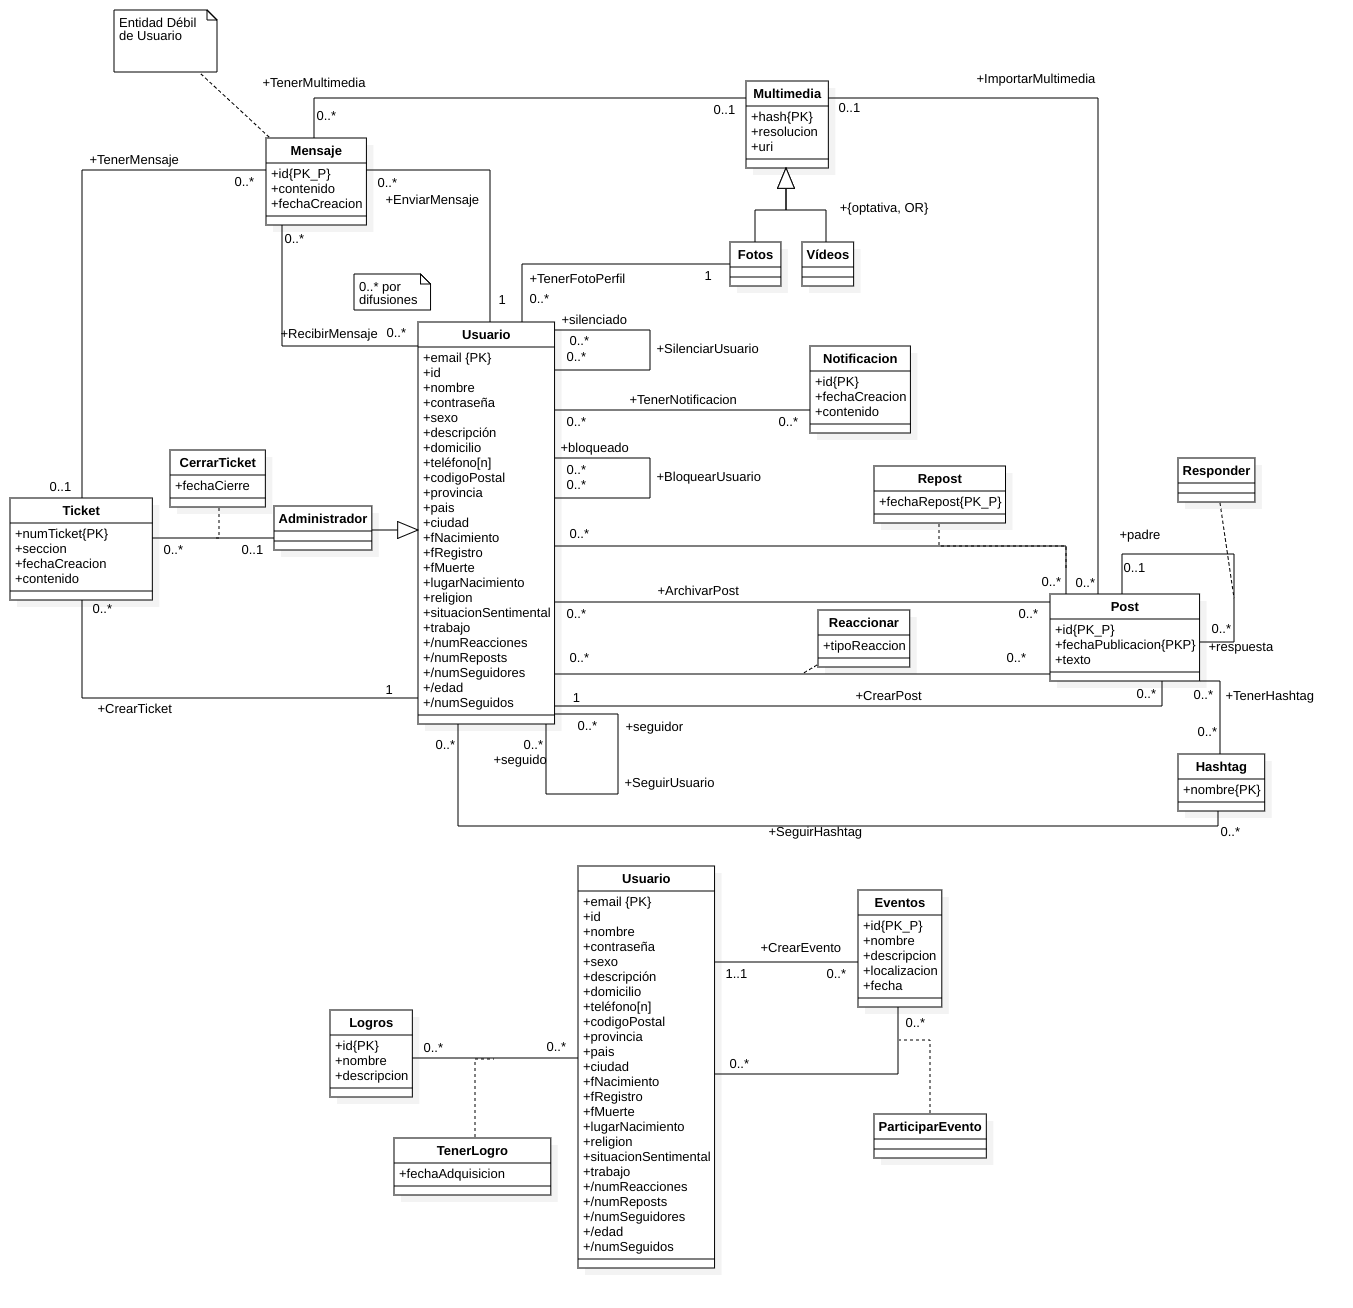 Entidad Débil
de Usuario
+TenerMultimedia
+ImportarMultimedia
0..*
0..1
0..1
Multimedia
+hash{PK}
+resolucion
+uri
Mensaje
+id{PK_P}
+contenido
+fechaCreacion
+TenerMensaje
0..*
0..*
+EnviarMensaje
0..*
+{optativa, OR}
Fotos
Vídeos
0..* por
difusiones
+TenerFotoPerfil
1
1
0..*
+RecibirMensaje
0..*
+silenciado
0..*
0..*
+SilenciarUsuario
Usuario
+email {PK}
+id
+nombre
+contraseña
+sexo
+descripción
+domicilio
+teléfono[n]
+codigoPostal
+provincia
+pais
+ciudad
+fNacimiento
+fRegistro
+fMuerte
+lugarNacimiento
+religion
+situacionSentimental
+trabajo
+/numReacciones
+/numReposts
+/numSeguidores
+/edad
+/numSeguidos
Notificacion
+id{PK}
+fechaCreacion
+contenido
+TenerNotificacion
0..*
0..*
+bloqueado
0..*
0..*
+BloquearUsuario
CerrarTicket
+fechaCierre
0..1
Ticket
+numTicket{PK}
+seccion
+fechaCreacion
+contenido
Administrador
0..*
0..1
0..*
Repost
+fechaRepost{PK_P}
Responder
+padre
0..1
0..*
0..*
0..*
+ArchivarPost
0..*
0..*
Post
+id{PK_P}
+fechaPublicacion{PKP}
+texto
0..*
+respuesta
Reaccionar
+tipoReaccion
0..*
0..*
1
+CrearTicket
1
+CrearPost
0..*
0..*
+TenerHashtag
0..*
0..*
+seguidor
0..*
0..*
+seguido
+SeguirUsuario
Hashtag
+nombre{PK}
+SeguirHashtag
0..*
Usuario
+email {PK}
+id
+nombre
+contraseña
+sexo
+descripción
+domicilio
+teléfono[n]
+codigoPostal
+provincia
+pais
+ciudad
+fNacimiento
+fRegistro
+fMuerte
+lugarNacimiento
+religion
+situacionSentimental
+trabajo
+/numReacciones
+/numReposts
+/numSeguidores
+/edad
+/numSeguidos
Eventos
+id{PK_P}
+nombre
+descripcion
+localizacion
+fecha
+CrearEvento
1..1
0..*
0..*
0..*
Logros
+id{PK}
+nombre
+descripcion
0..*
0..*
TenerLogro
+fechaAdquisicion
ParticiparEvento